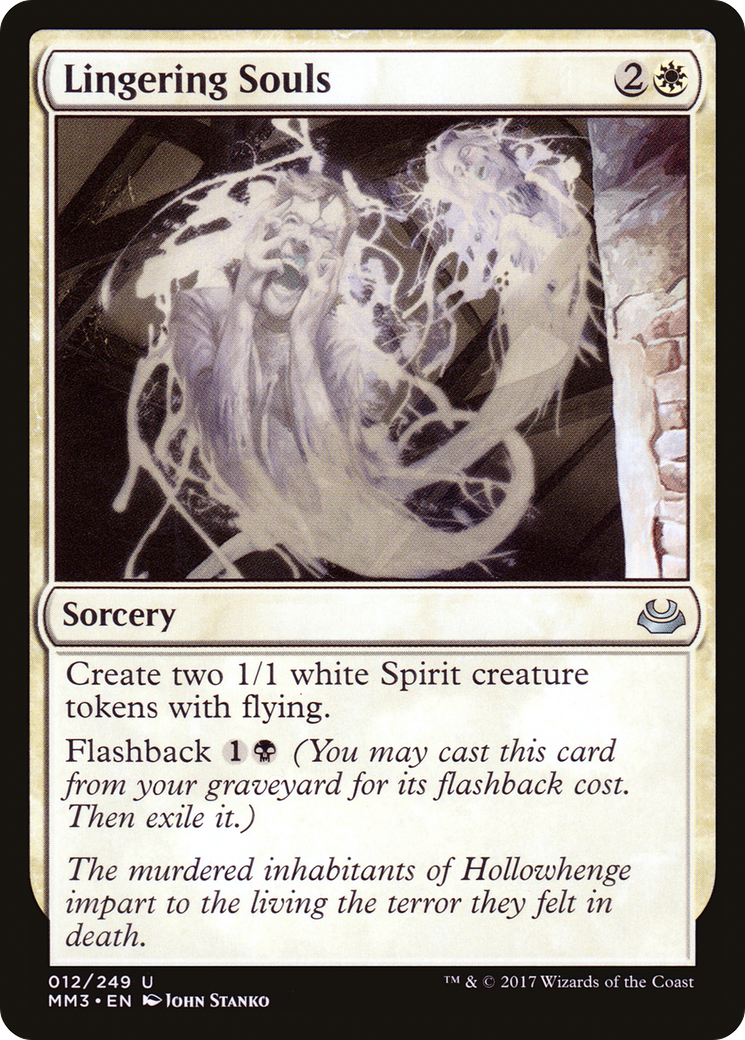 Lingering Souls 2
Sorcery
Create two 1/1 white Spirit creature
tokens with flying.
Flashback 1 (You may cast this card
from your graveyard for its flashback cost.
Then exile it.)
The murdered inhabitants of Hollowhenge
impart to the living the terror they felt in
death.
012/249 U
MM3 • EN John Stanko
™ & © 2017 Wizards of the Coast